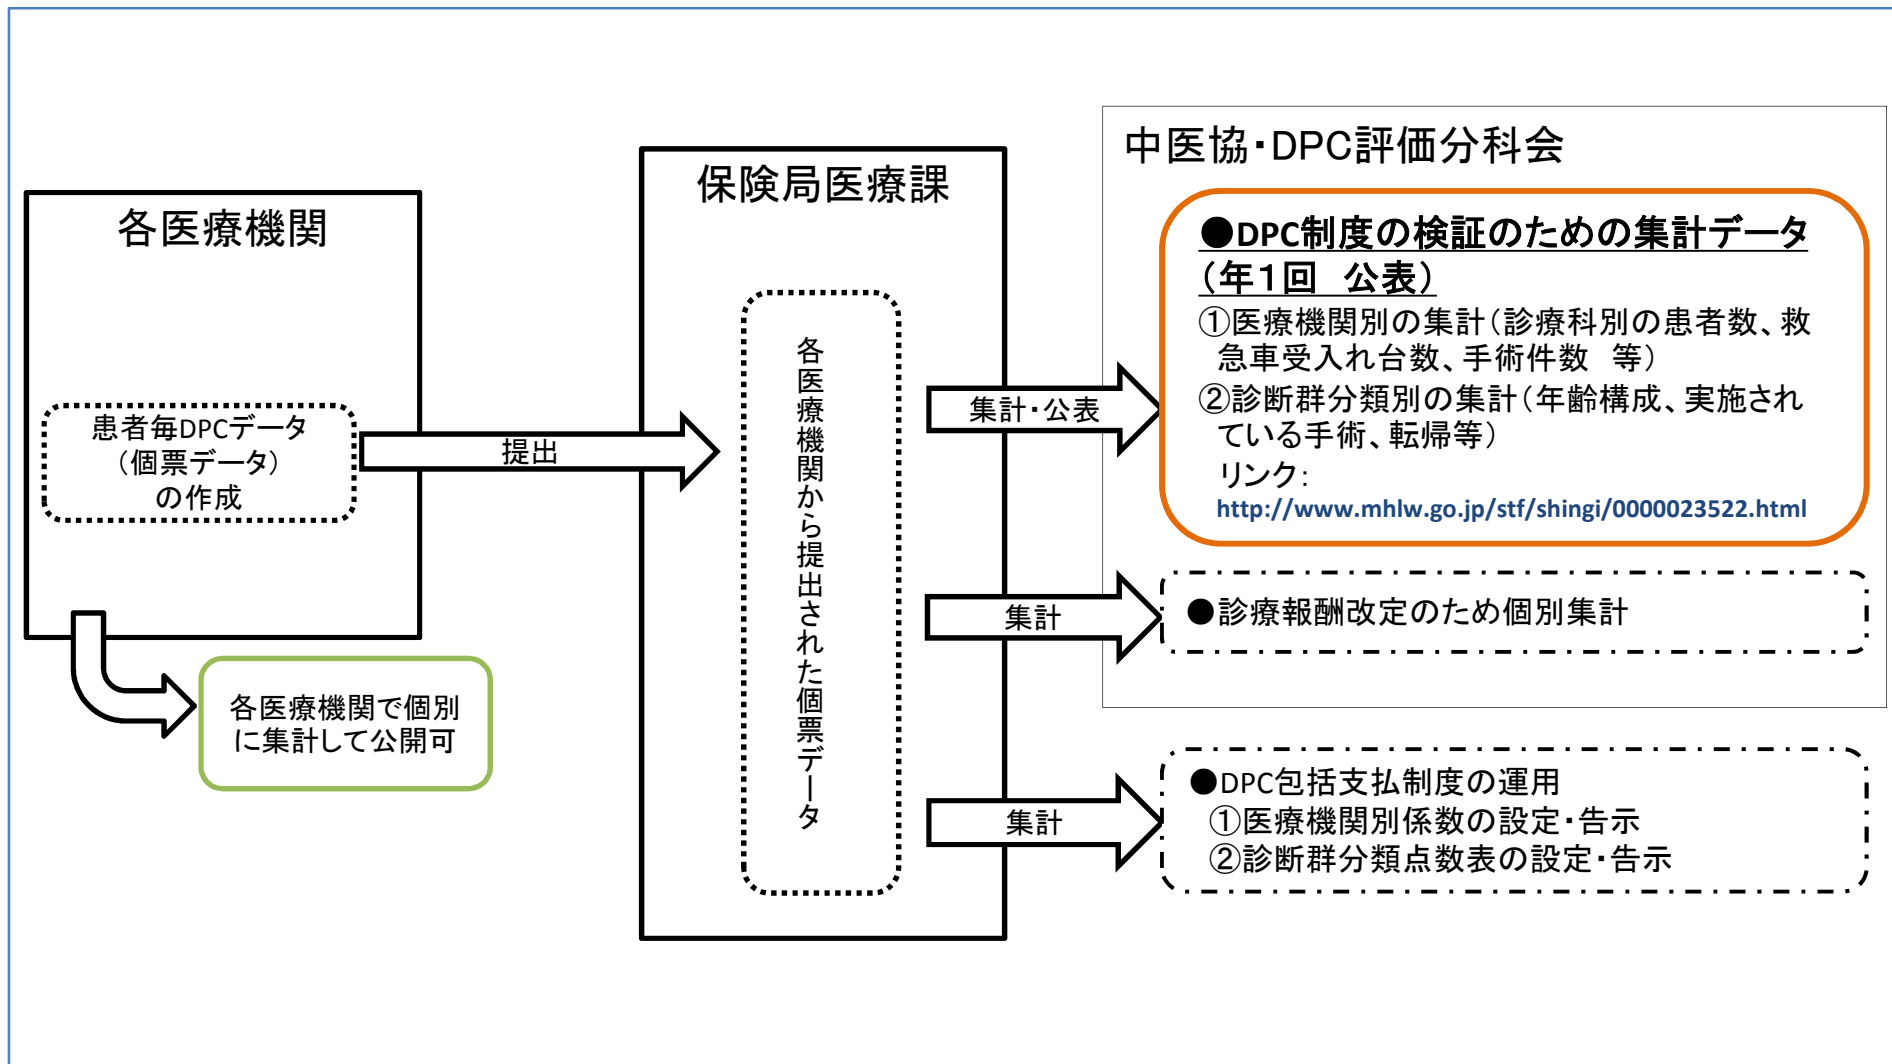 各医療機関
患者毎DPCデータ
（個票データ）
の作成
提出
各医療機関で個別
に集計して公開可
保険局医療課
各医療機関から提出された個票データ
集計・公表
集計
集計
中医協・DPC評価分科会
●DPC制度の検証のための集計データ
（年1回　公表）
①医療機関別の集計（診療科別の患者数、救
急車受入れ台数、手術件数　等）
②診断群分類別の集計（年齢構成、実施され
ている手術、転帰等）
リンク：
http://www.mhlw.go.jp/stf/shingi/0000023522.html
●診療報酬改定のため個別集計
●DPC包括支払制度の運用
①医療機関別係数の設定・告示
②診断群分類点数表の設定・告示